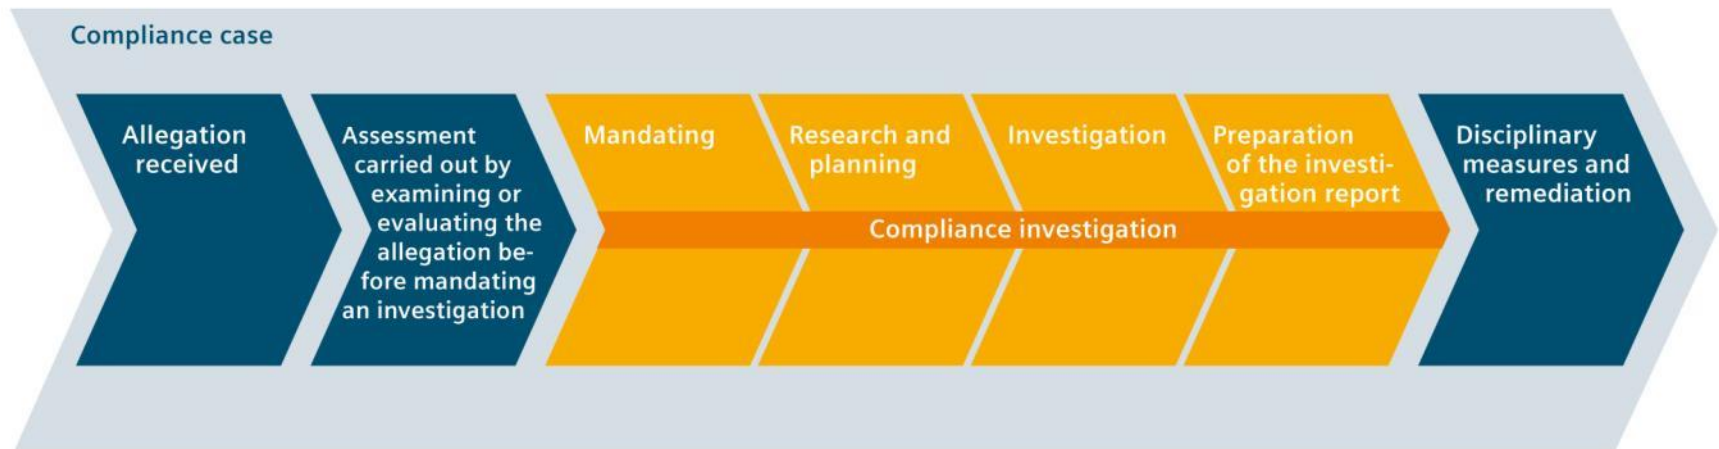 Compliance case
Allegation
received
Assessment
carried out by
examining or
evaluating the
allegation be-
fore mandating
an investigation
Mandating
Research and
planning
Investigation
Preparation
of the investi-
gation report
Compliance investigation
Disciplinary
measures and
remediation